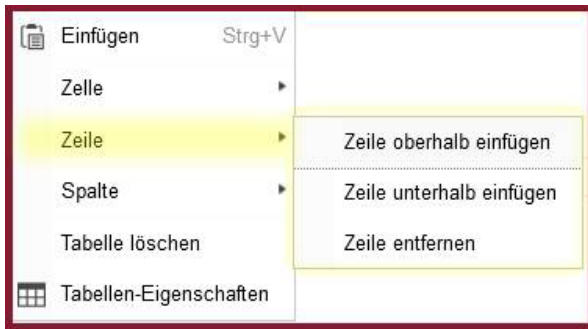 Einfügen Strg+V
Zelle
Zeile
Spalte
Tabelle löschen
Tabellen-Eigenschaften
Zeile oberhalb einfügen
Zeile unterhalb einfügen
Zeile entfernen